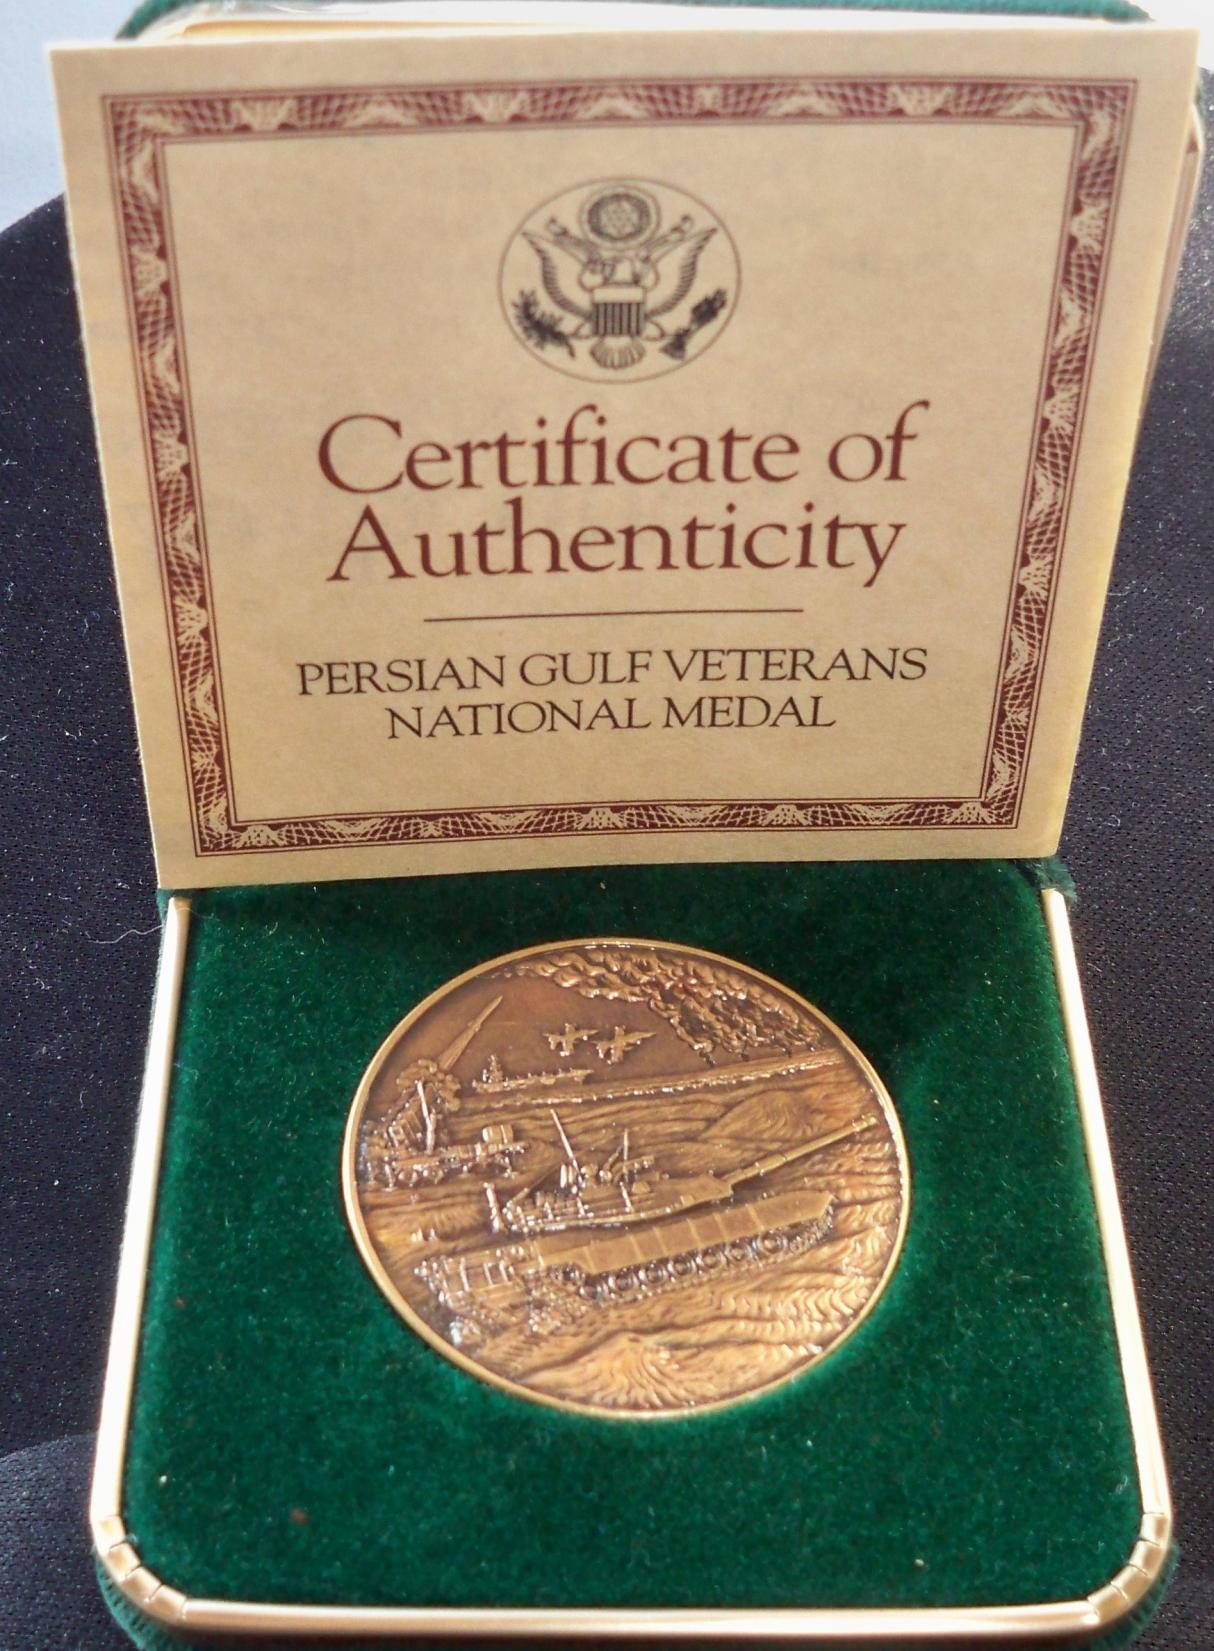 Certificate of
Authenticity
PERSIAN GULF VETERANS
NATIONAL MEDAL